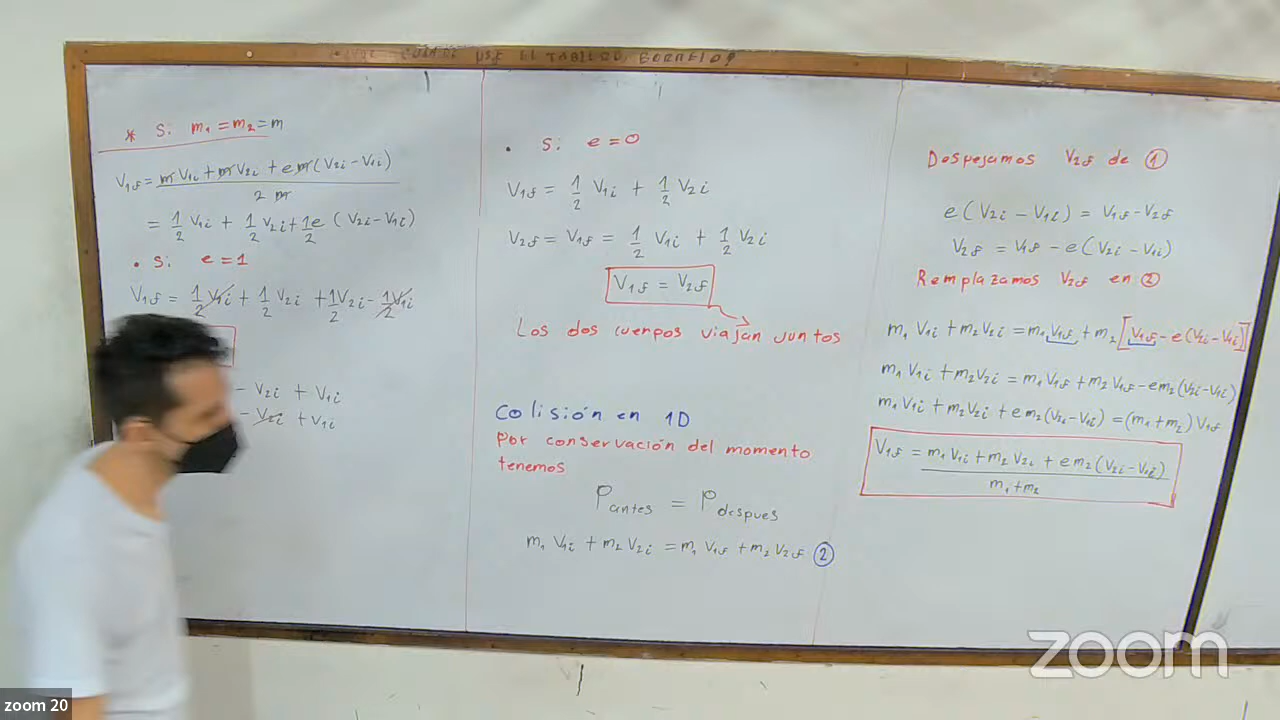 * Si m₁ = m₂ = m
V₁f = m V₁i + m V₂i + e m (V₂i - V₁i) / 2 m
= 1/2 V₁i + 1/2 V₂i + 1/2 e (V₂i - V₁i)
• Si e = 1
V₁f = 1/2 V₁i + 1/2 V₂i + 1/2 V₂i - 1/2 V₁i
- V₂i + V₁i
- V₂i + V₁i
• Si e = 0
V₁f = 1/2 V₁i + 1/2 V₂i
V₂f = V₁f = 1/2 V₁i + 1/2 V₂i
V₁f = V₂f
Los dos cuerpos viajan juntos
Colisión en 1D
Por conservación del momento
tenemos
P antes = P despues
m₁ V₁i + m₂ V₂i = m₁ V₁f + m₂ V₂f ②
Despejamos V₂f de ①
e (V₂i - V₁i) = V₁f - V₂f
V₂f = V₁f - e (V₂i - V₁i)
Remplazamos V₂f en ②
m₁ V₁i + m₂ V₂i = m₁ V₁f + m₂ [V₁f - e (V₂i - V₁i)]
m₁ V₁i + m₂ V₂i = m₁ V₁f + m₂ V₁f - e m₂ (V₂i - V₁i)
m₁ V₁i + m₂ V₂i + e m₂ (V₂i - V₁i) = (m₁ + m₂) V₁f
V₁f = m₁ V₁i + m₂ V₂i + e m₂ (V₂i - V₁i) / m₁ + m₂
zoom
zoom 20